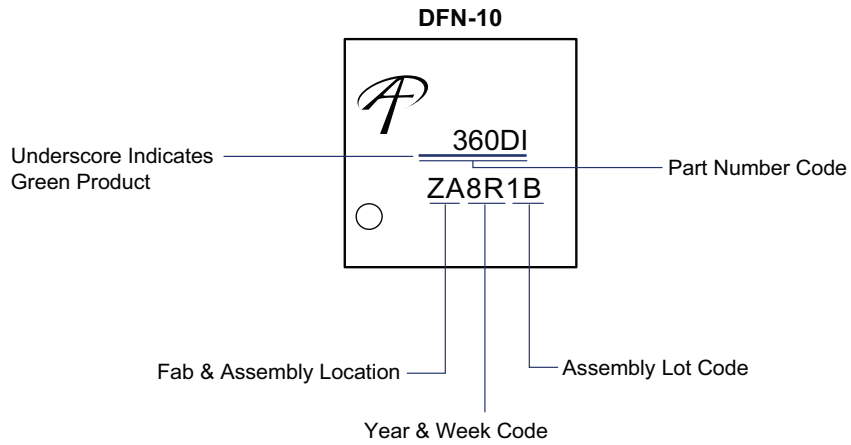 DFN-10
360DI
Underscore Indicates
Green Product
Part Number Code
ZA8R1B
Fab & Assembly Location
Assembly Lot Code
Year & Week Code